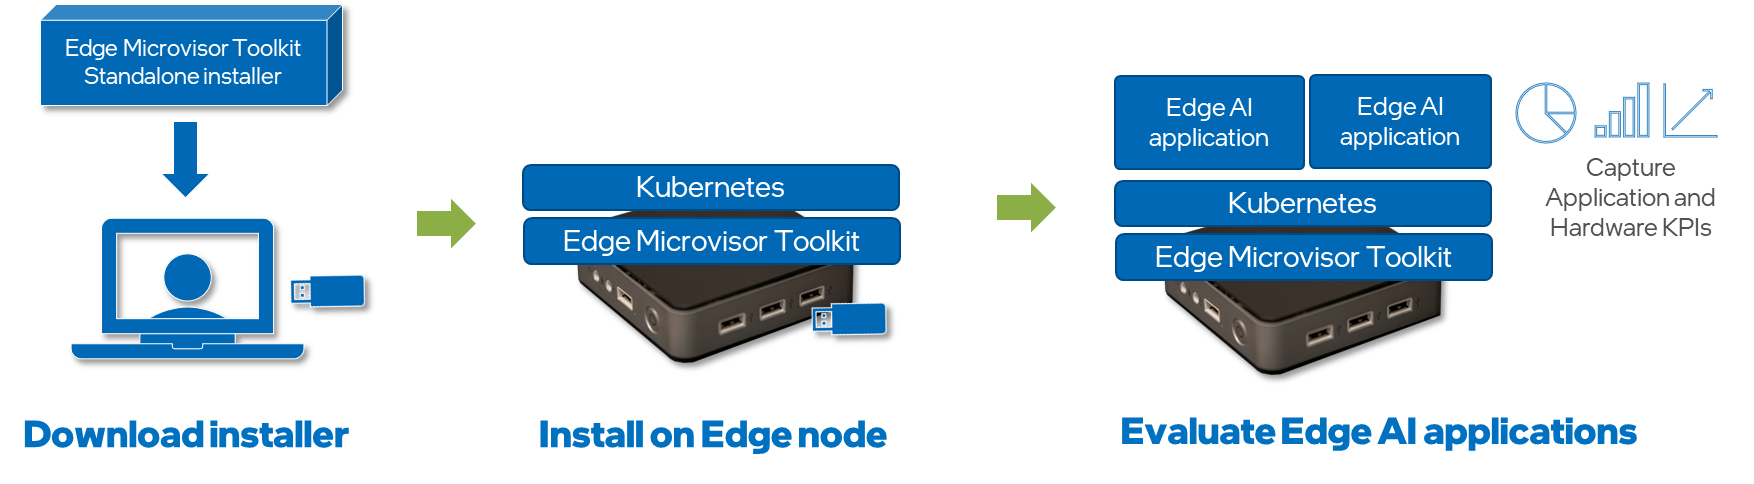 Edge Microvisor Toolkit
Standalone installer
Download installer
Kubernetes
Edge Microvisor Toolkit
Install on Edge node
Edge AI
application
Edge AI
application
Kubernetes
Edge Microvisor Toolkit
Capture
Application and
Hardware KPIs
Evaluate Edge AI applications